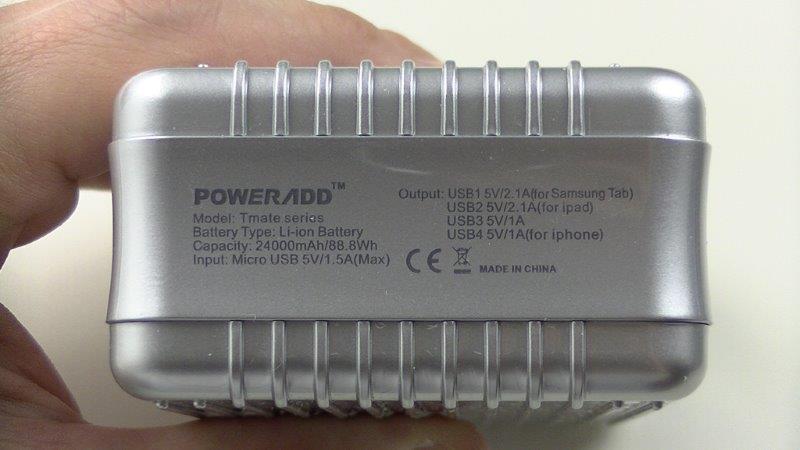 POWERADD™
Model: Tmate series
Battery Type: Li-ion Battery
Capacity: 24000mAh/88.8Wh
Input: Micro USB 5V/1.5A(Max)
Output: USB1 5V/2.1A(for Samsung Tab)
USB2 5V/2.1A(for ipad)
USB3 5V/1A
USB4 5V/1A(for iphone)
CE MADE IN CHINA